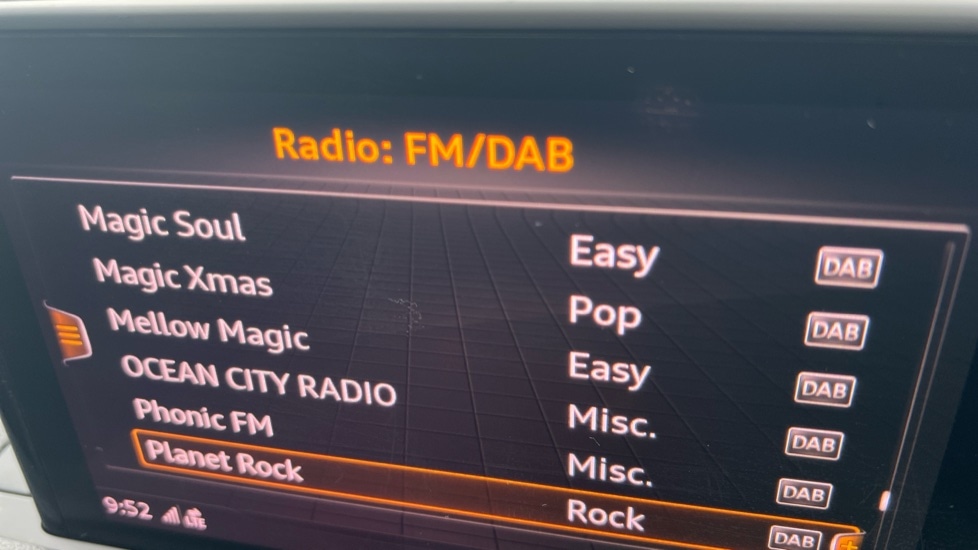 Radio: FM/DAB
Magic Soul Easy DAB
Magic Xmas Pop DAB
Mellow Magic Easy DAB
OCEAN CITY RADIO Misc. DAB
Phonic FM Misc. DAB
Planet Rock Rock DAB
9:52 LTE